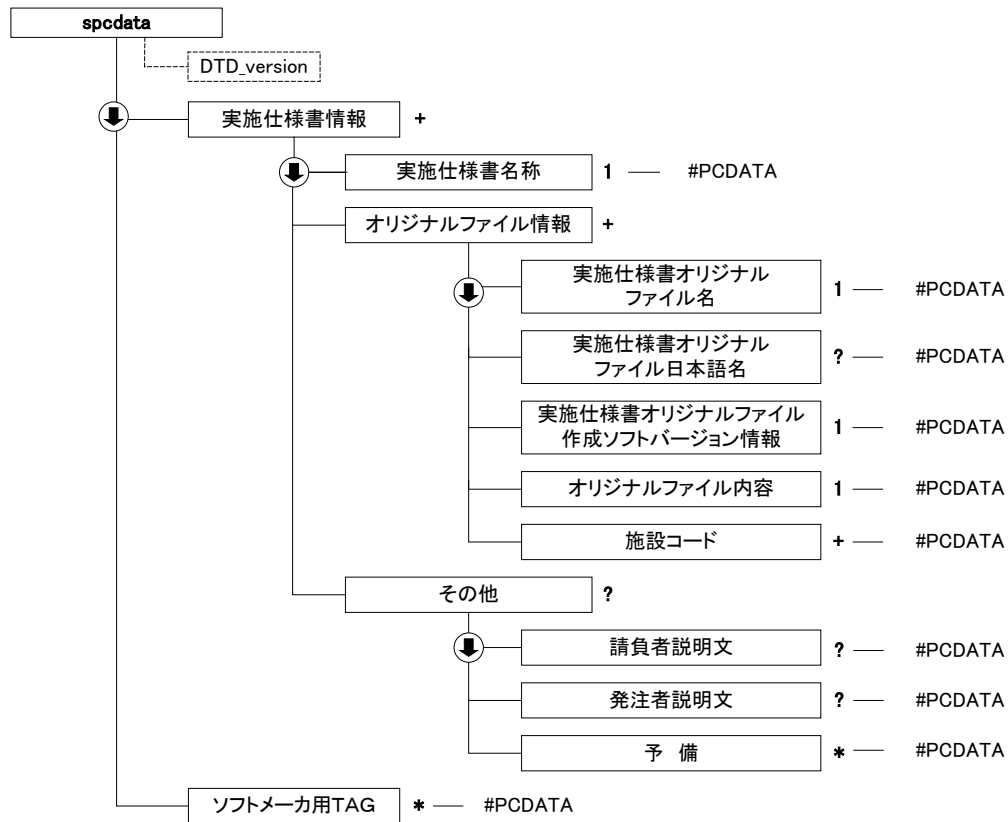 spcdata
DTD_version
実施仕様書情報 +
実施仕様書名称 1 #PCDATA
オリジナルファイル情報 +
実施仕様書オリジナル
ファイル名 1 #PCDATA
実施仕様書オリジナル
ファイル日本語名 ? #PCDATA
実施仕様書オリジナルファイル
作成ソフトバージョン情報 1 #PCDATA
オリジナルファイル内容 1 #PCDATA
施設コード + #PCDATA
その他 ?
請負者説明文 ? #PCDATA
発注者説明文 ? #PCDATA
予 備 * #PCDATA
ソフトメーカ用TAG * #PCDATA